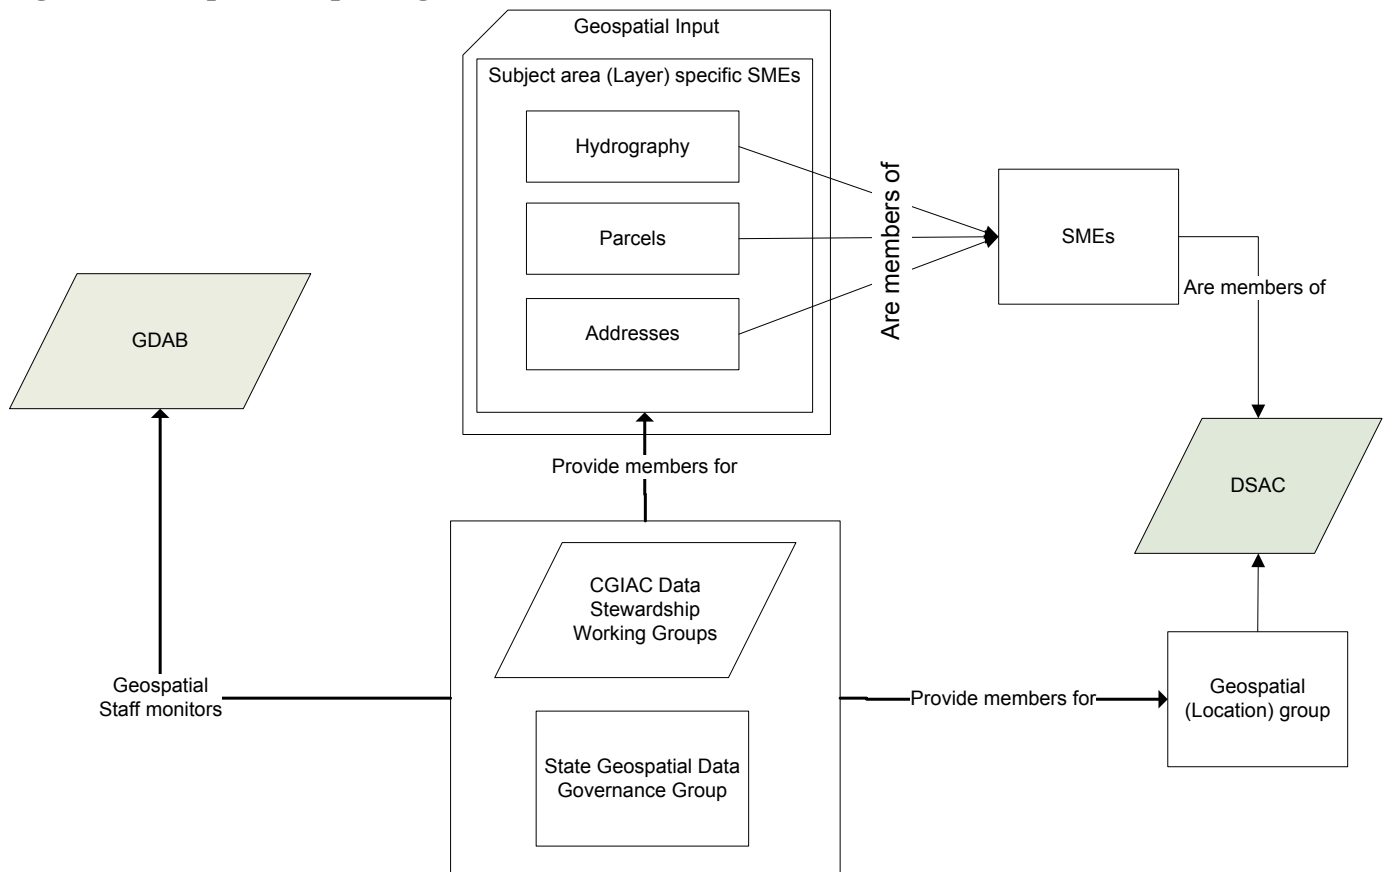 Geospatial Input
Subject area (Layer) specific SMEs
Hydrography
Parcels
Addresses
Are members of
SMEs
Are members of
GDAB
DSAC
Provide members for
CGIAC Data
Stewardship
Working Groups
Geospatial
Staff monitors
Provide members for
Geospatial
(Location) group
State Geospatial Data
Governance Group